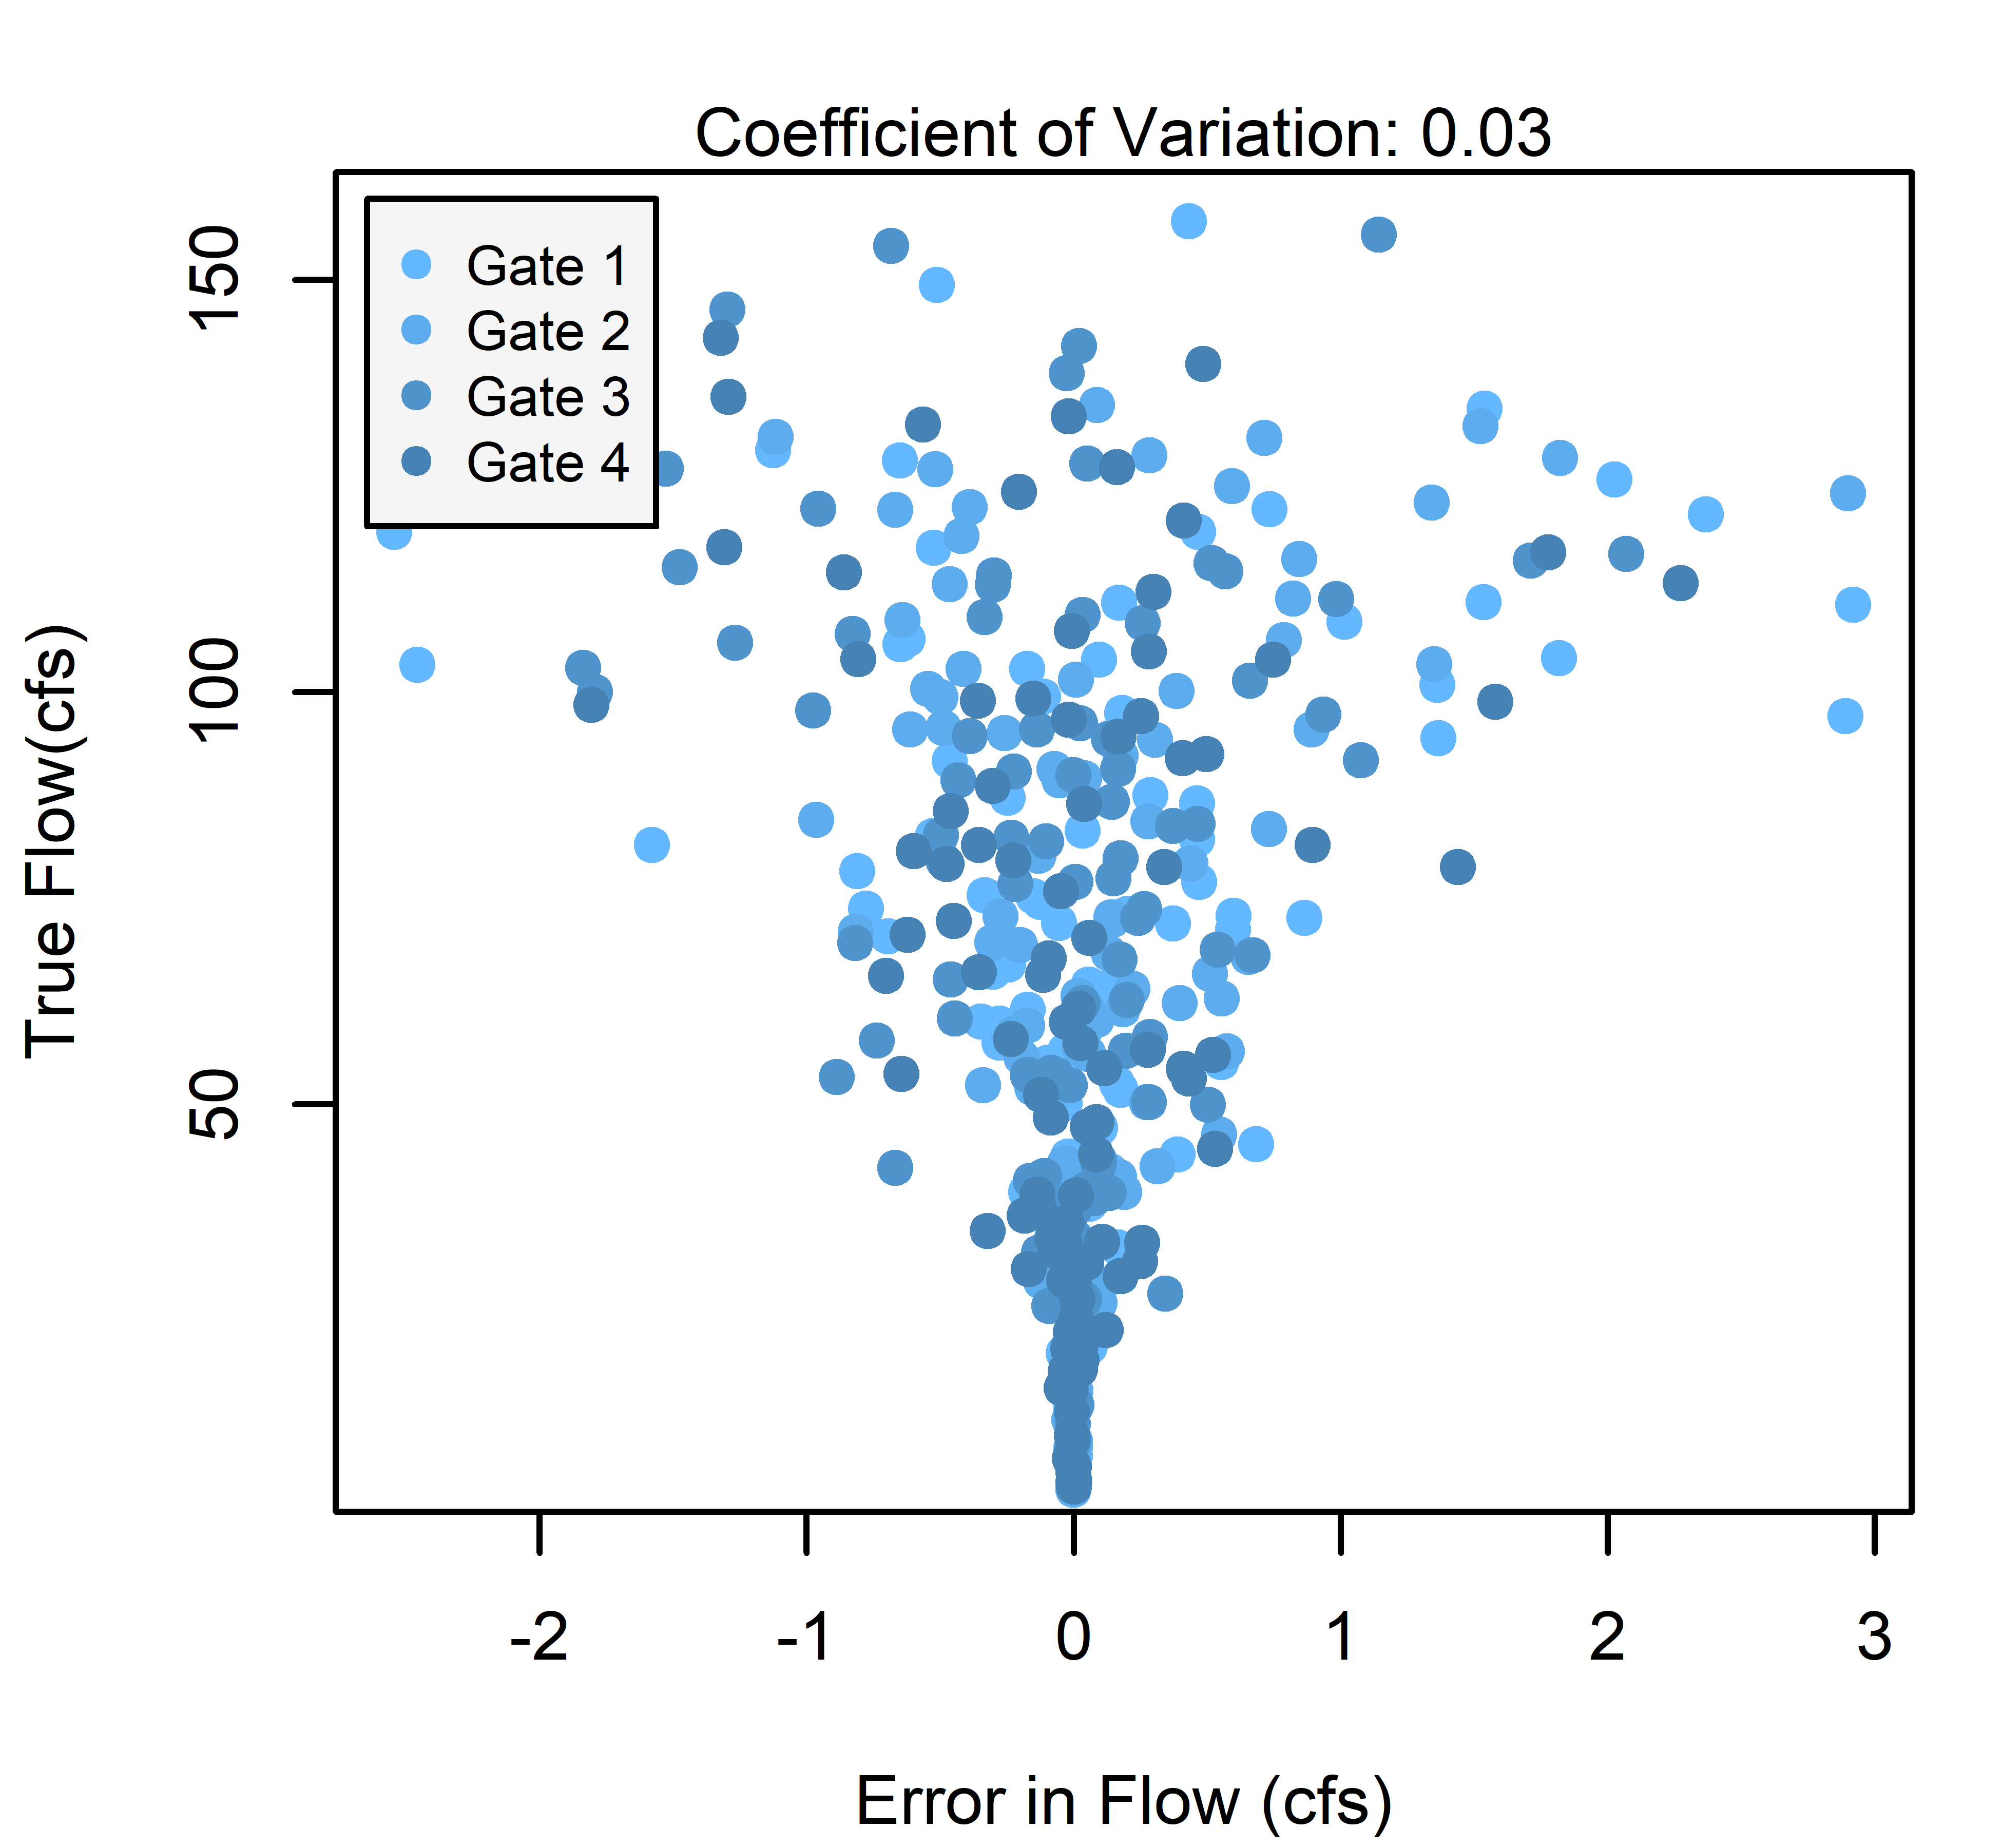 Coefficient of Variation: 0.03
Gate 1
Gate 2
Gate 3
Gate 4
True Flow(cfs)
150
100
50
-2 -1 0 1 2 3
Error in Flow (cfs)